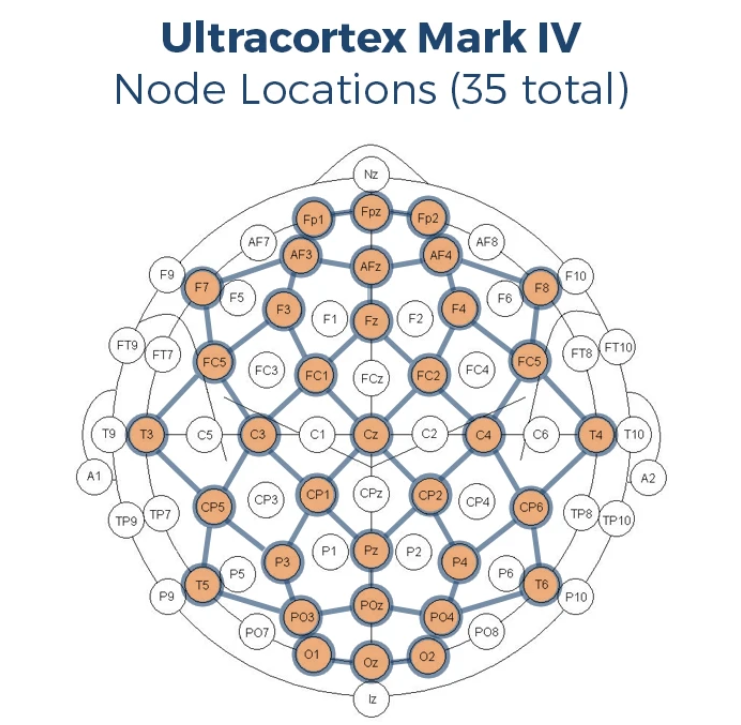 Ultracortex Mark IV
Node Locations (35 total)
Nz
Fp1 Fpz Fp2
AF7 AF8
AF3 AFz AF4
F9 F10
F7 F5 F6 F8
F3 F1 Fz F2 F4
FT9 FT7 FT8 FT10
FC5 FC3 FC1 FCz FC2 FC4 FC5
T9 T3 C5 C3 C1 Cz C2 C4 C6 T4 T10
A1 A2
CP5 CP3 CP1 CPz CP2 CP4 CP6
TP9 TP7 TP8 TP10
P3 P1 Pz P2 P4
P9 T5 P5 P6 T6 P10
PO3 POz PO4
PO7 PO8
O1 Oz O2
Iz